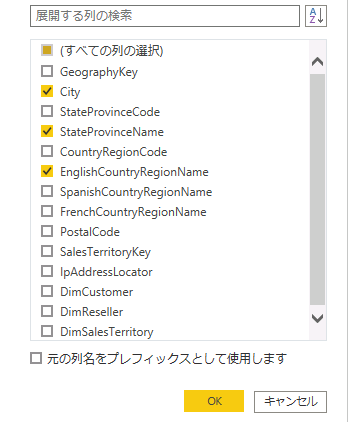 展開する列の検索
A
Z
(すべての列の選択)
GeographyKey
City
StateProvinceCode
StateProvinceName
CountryRegionCode
EnglishCountryRegionName
SpanishCountryRegionName
FrenchCountryRegionName
PostalCode
SalesTerritoryKey
IpAddressLocator
DimCustomer
DimReseller
DimSalesTerritory
元の列名をプレフィックスとして使用します
OK
キャンセル